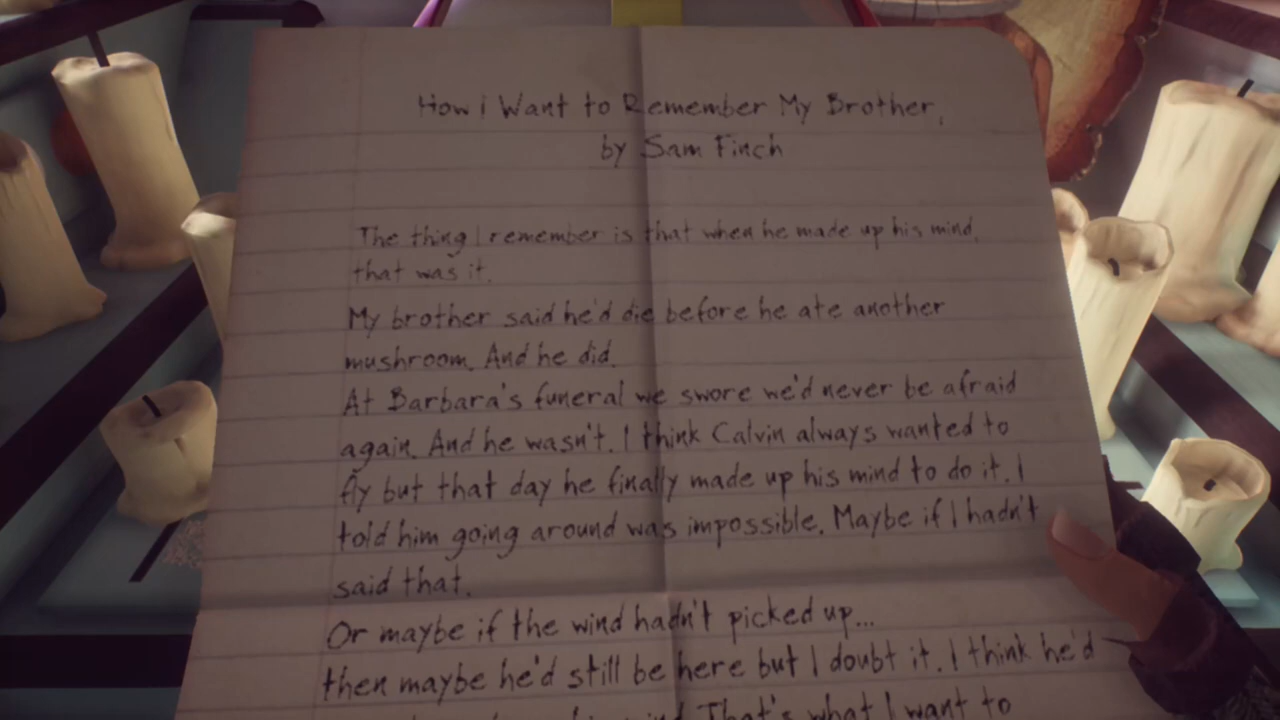 How i Want to Remember My Brother,
by Sam Finch
The thing I remember is that when he made up his mind,
that was it.
My brother said he'd die before he ate another
mushroom. And he did.
At Barbara's funeral we swore we'd never be afraid
again. And he wasn't. I think Calvin always wanted to
fly but that day he finally made up his mind to do it. I
told him going around was impossible. Maybe if I hadn't
said that.
Or maybe if the wind hadn't picked up...
then maybe he'd still be here but I doubt it. I think he'd
mind. That's what I want to